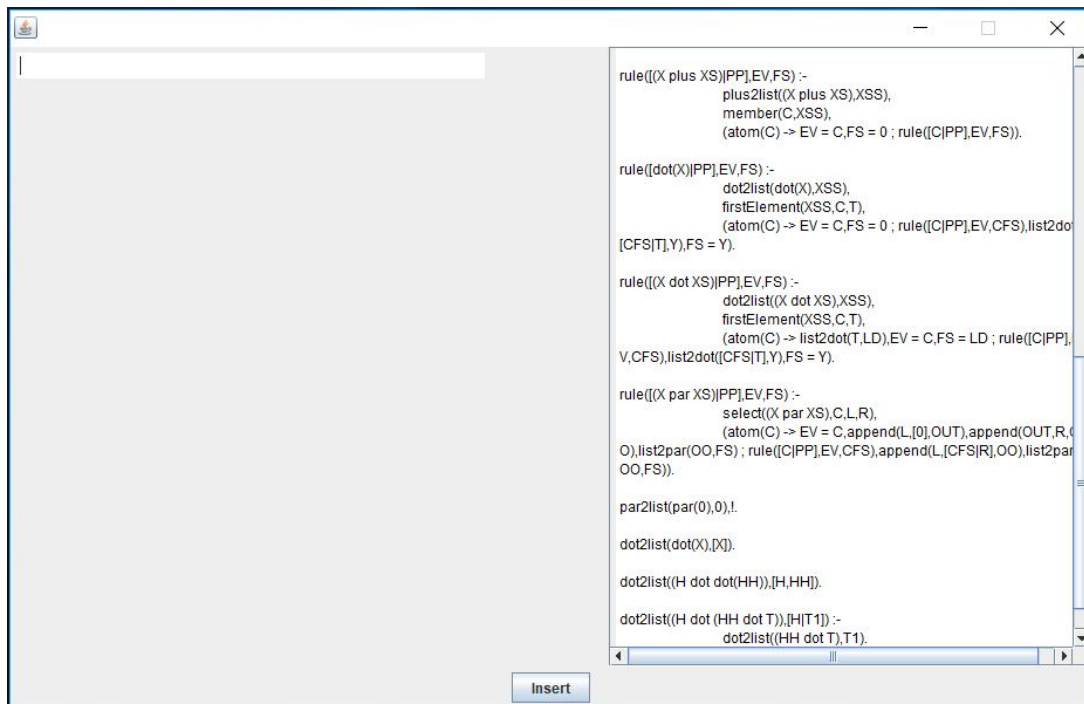 rule([(X plus XS)|PP],EV,FS) :-
plus2list((X plus XS),XSS),
member(C,XSS),
(atom(C) -> EV = C,FS = 0 ; rule([C|PP],EV,FS)).
rule([dot(X)|PP],EV,FS) :-
dot2list(dot(X),XSS),
firstElement(XSS,C,T),
(atom(C) -> EV = C,FS = 0 ; rule([C|PP],EV,CFS),list2dot
[CFS|T],Y),FS = Y).
rule([(X dot XS)|PP],EV,FS) :-
dot2list((X dot XS),XSS),
firstElement(XSS,C,T),
(atom(C) -> list2dot(T,LD),EV = C,FS = LD ; rule([C|PP],
V,CFS),list2dot([CFS|T],Y),FS = Y).
rule([(X par XS)|PP],EV,FS) :-
select((X par XS),C,L,R),
(atom(C) -> EV = C,append(L,[0],OUT),append(OUT,R,
O),list2par(OO,FS) ; rule([C|PP],EV,CFS),append(L,[CFS|R],OO),list2par
OO,FS)).
par2list(par(0),0),!.
dot2list(dot(X),[X]).
dot2list((H dot dot(HH)),[H,HH]).
dot2list((H dot (HH dot T)),[H|T1]) :-
dot2list((HH dot T),T1).
Insert